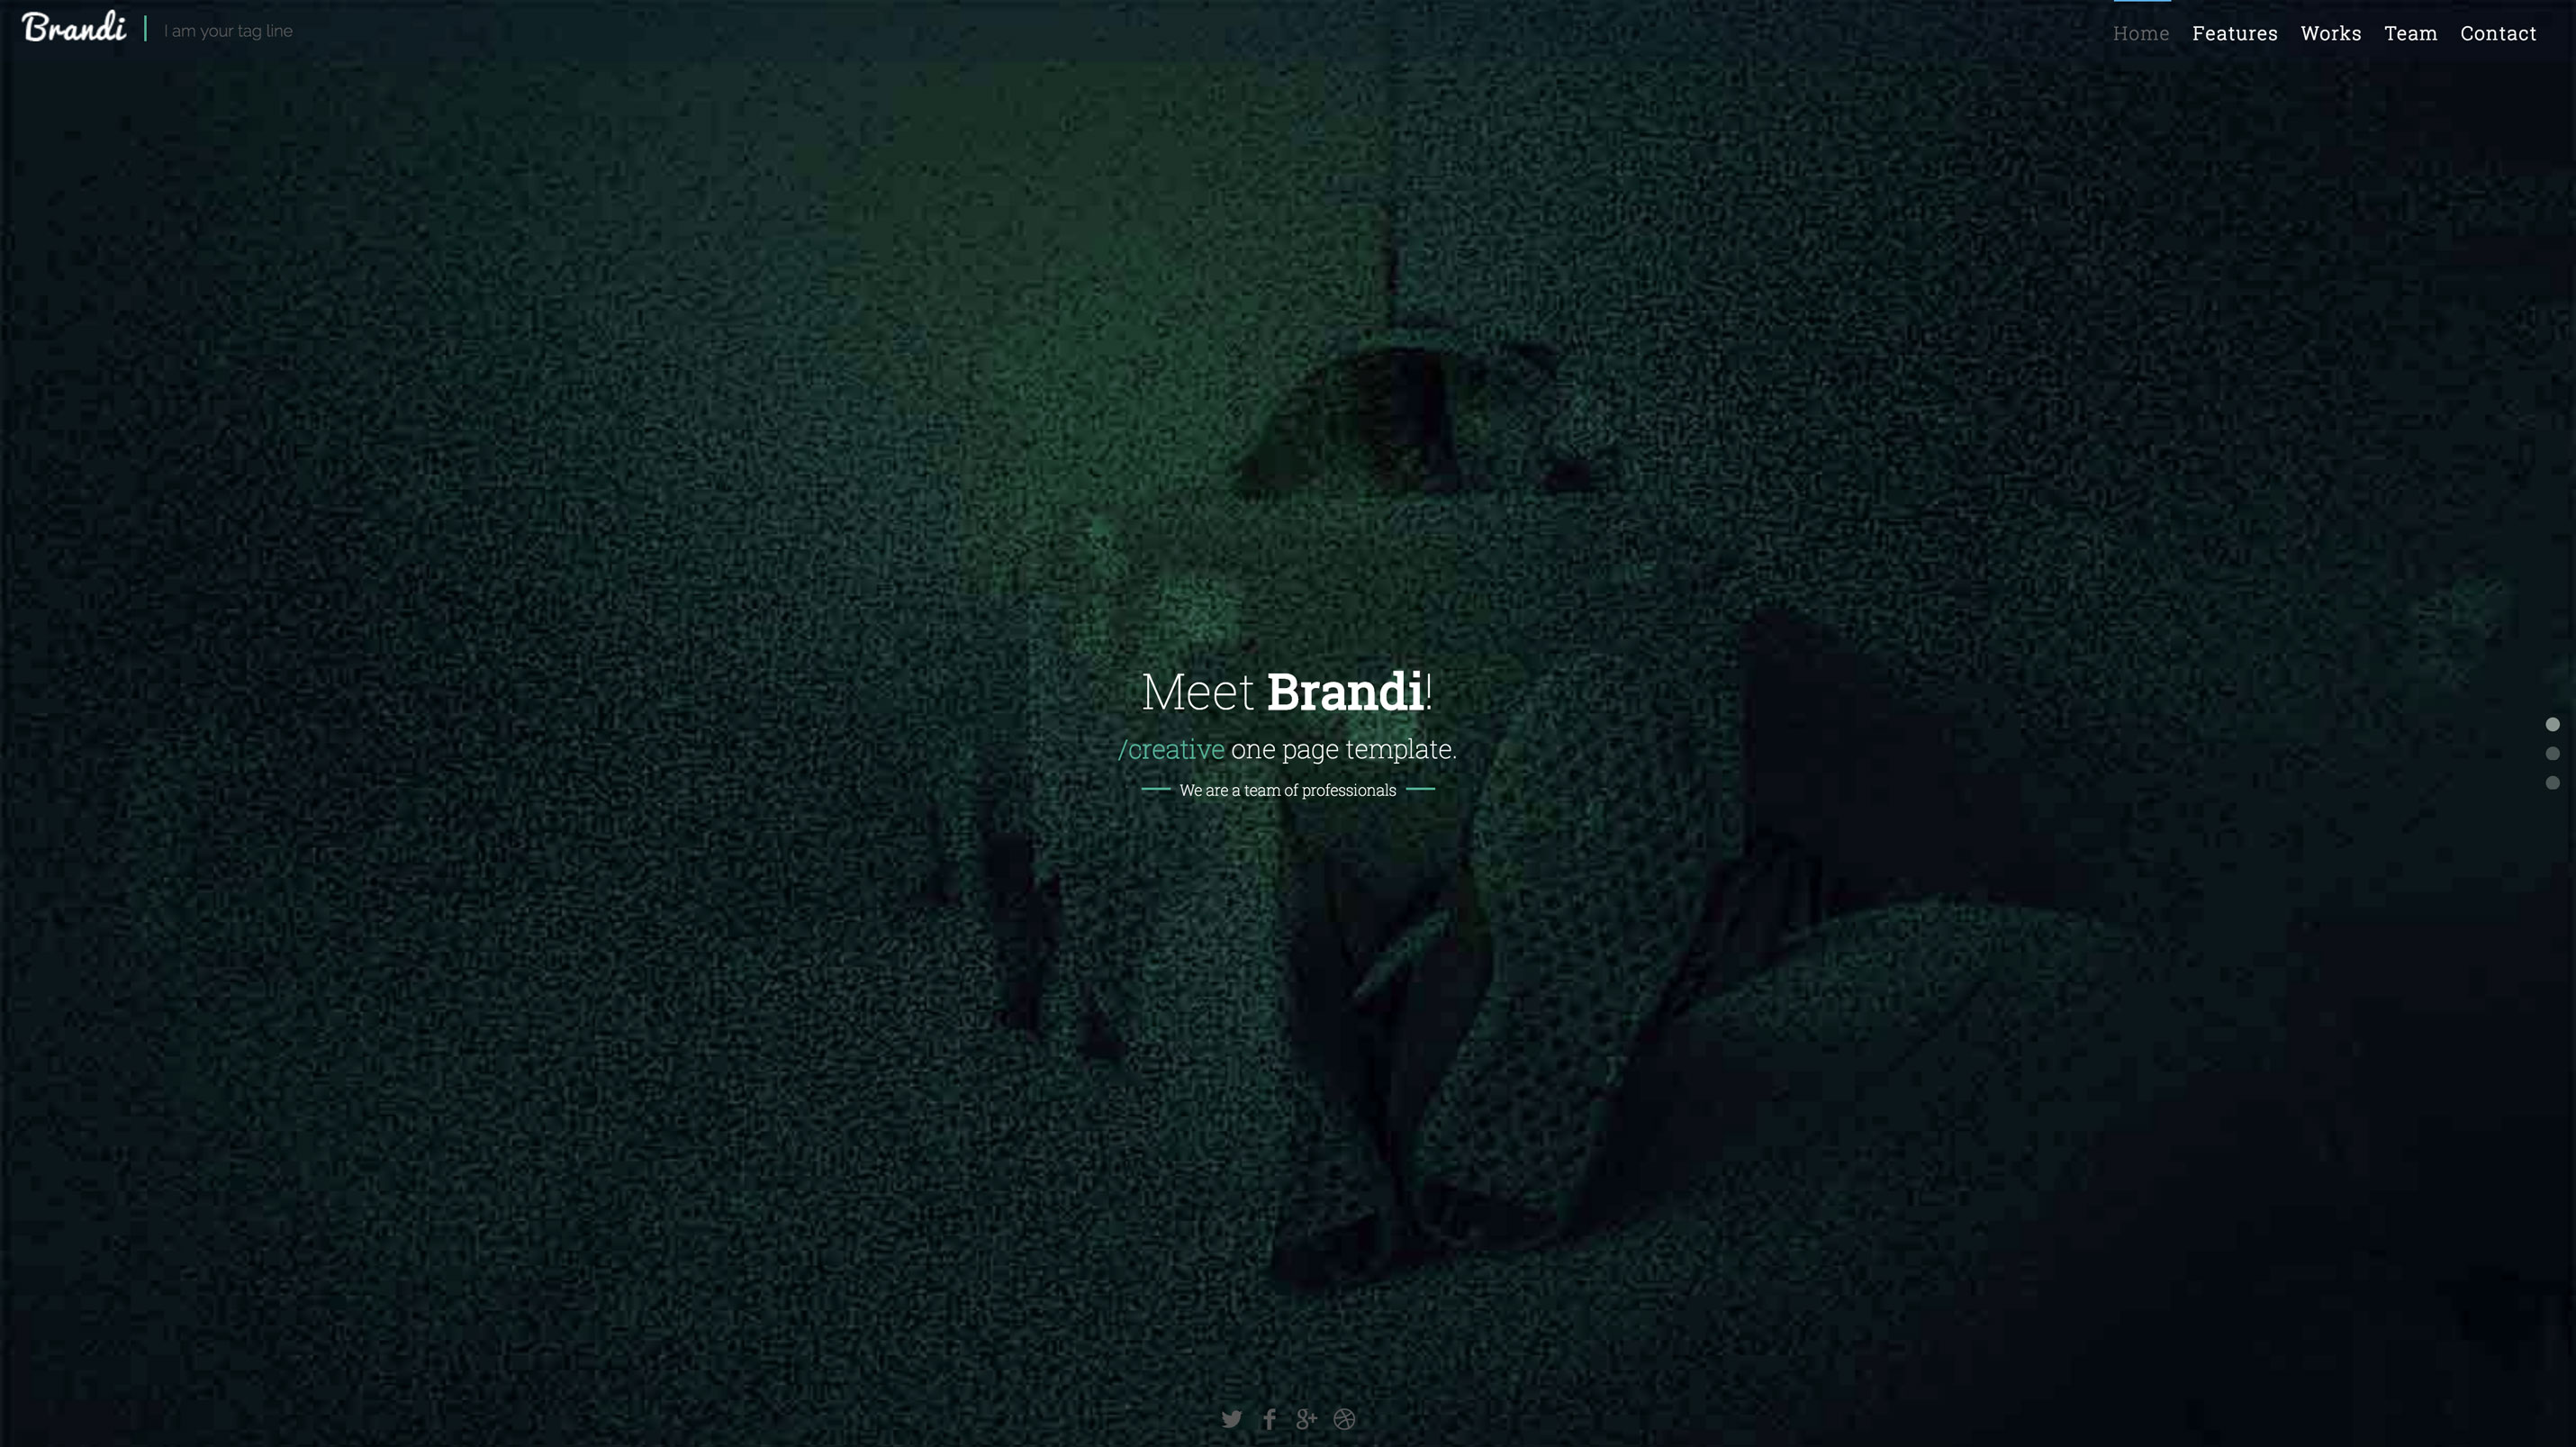 Brandi
I am your tag line
Home Features Works Team Contact
Meet Brandi!
/creative one page template.
We are a team of professionals